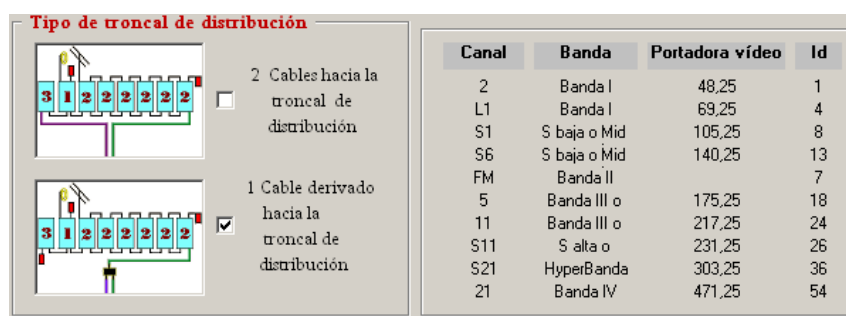 Tipo de troncal de distribución
3 1 2 2 2 2 2 2
2 Cables hacia la
troncal de
distribución
3 1 2 2 2 2 2 2
1 Cable derivado
hacia la
troncal de
distribución
Canal Banda Portadora vídeo Id
2 Banda I 48,25 1
L1 Banda I 69,25 4
S1 S baja o Mid 105,25 8
S6 S baja o Mid 140,25 13
FM Banda II 7
5 Banda III o 175,25 18
11 Banda III o 217,25 24
S11 S alta o 231,25 26
S21 HyperBanda 303,25 36
21 Banda IV 471,25 54